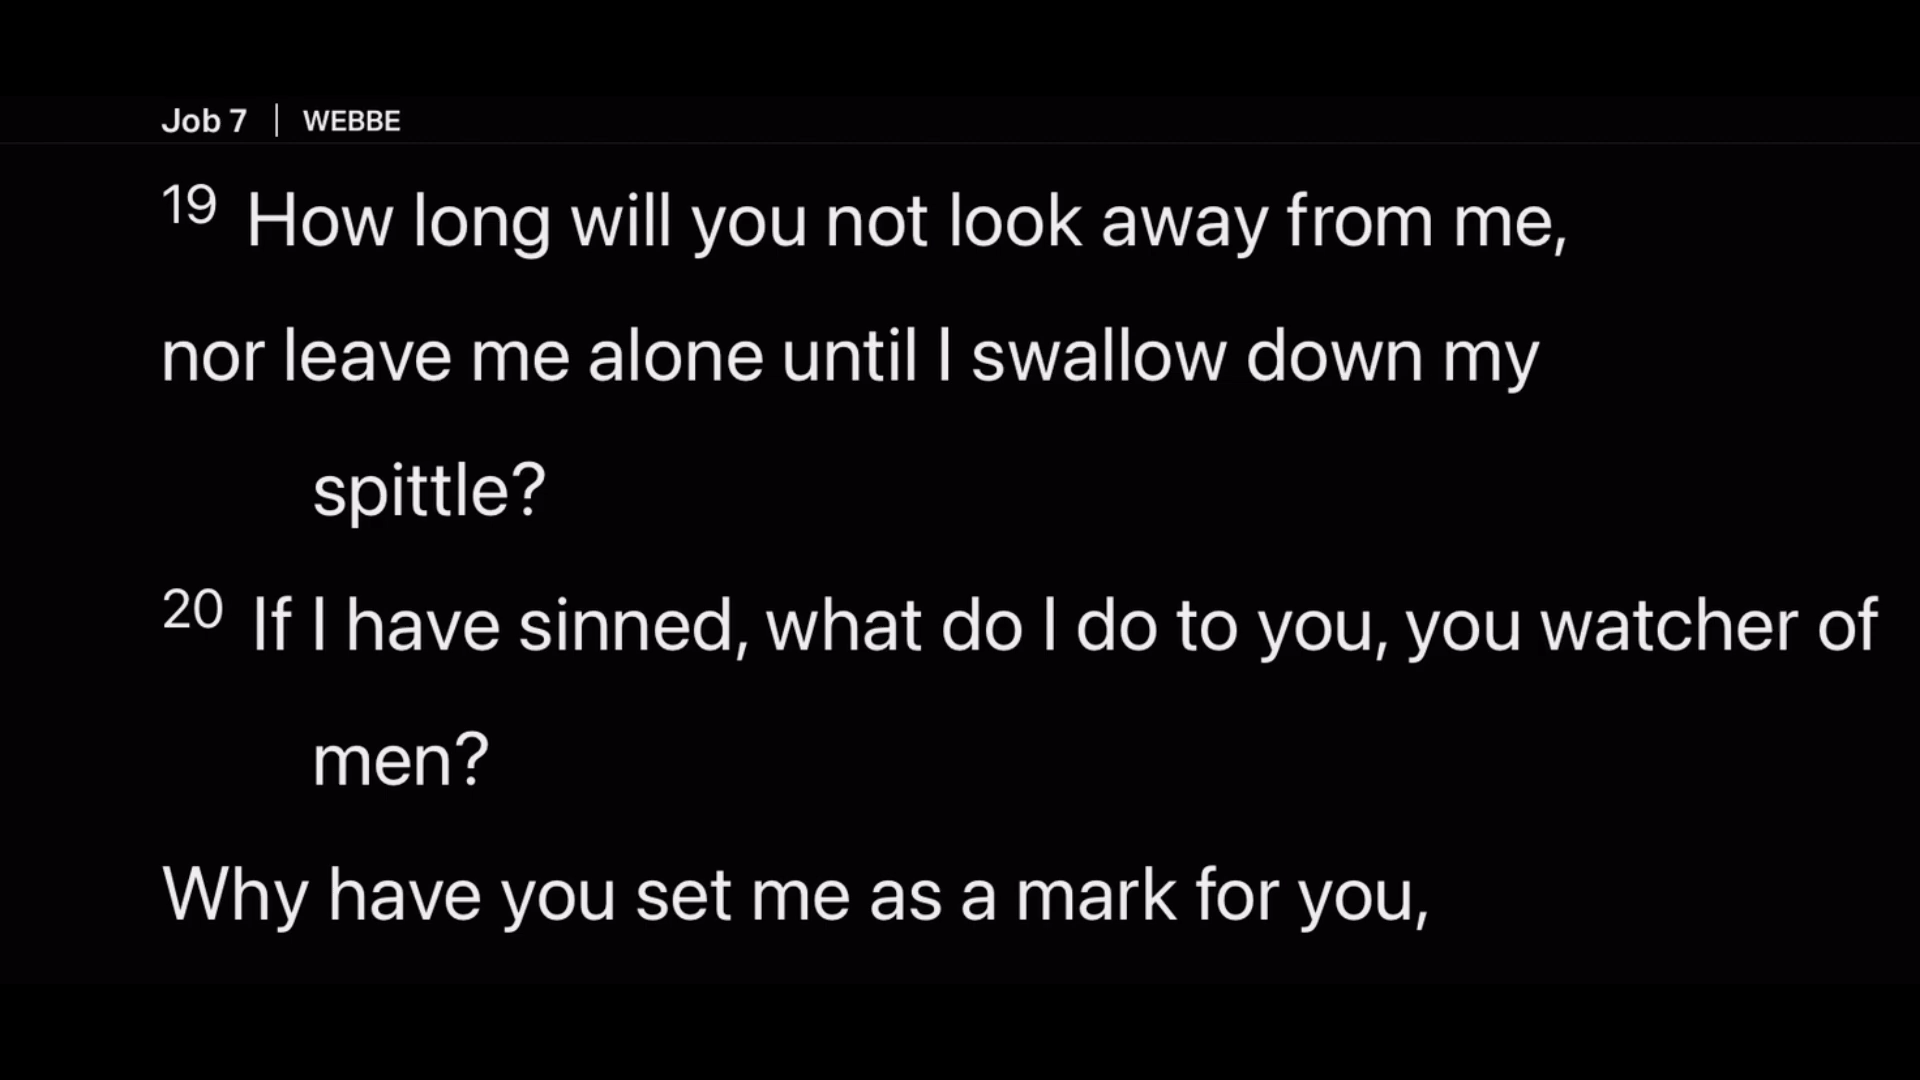 Job 7 | WEBBE
19 How long will you not look away from me,
nor leave me alone until I swallow down my
spittle?
20 If I have sinned, what do I do to you, you watcher of
men?
Why have you set me as a mark for you,